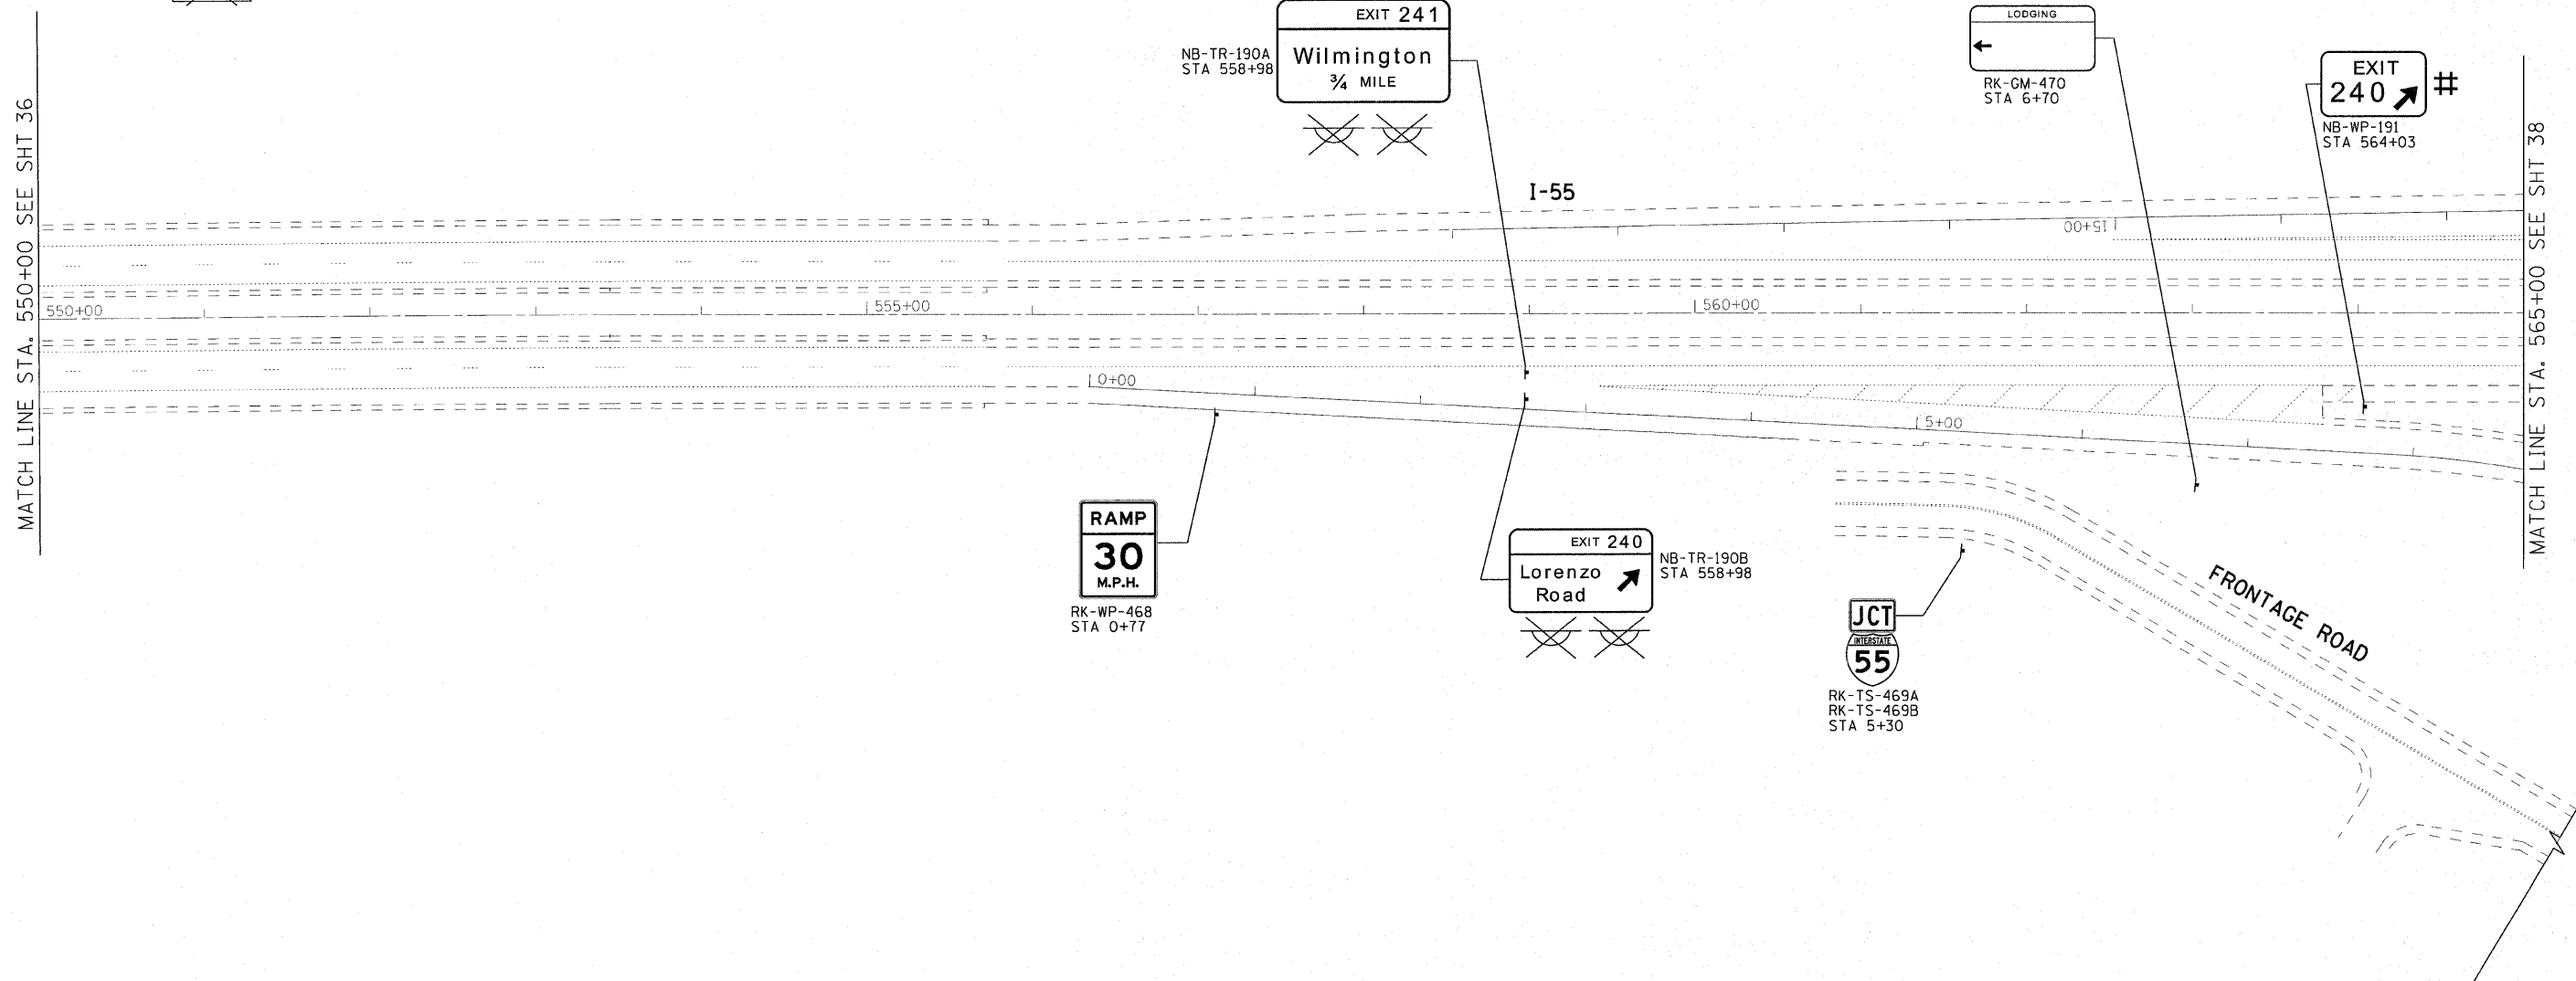 MATCH LINE STA. 550+00 SEE SHT 36
EXIT 241
Wilmington
¾ MILE
NB-TR-190A
STA 558+98
LODGING
RK-GM-470
STA 6+70
EXIT
240
#
NB-WP-191
STA 564+03
MATCH LINE STA. 565+00 SEE SHT 38
I-55
15+00
550+00
555+00
560+00
0+00
5+00
RAMP
30
M.P.H.
RK-WP-468
STA 0+77
EXIT 240
Lorenzo
Road
NB-TR-190B
STA 558+98
JCT
INTERSTATE
55
RK-TS-469A
RK-TS-469B
STA 5+30
FRONTAGE ROAD